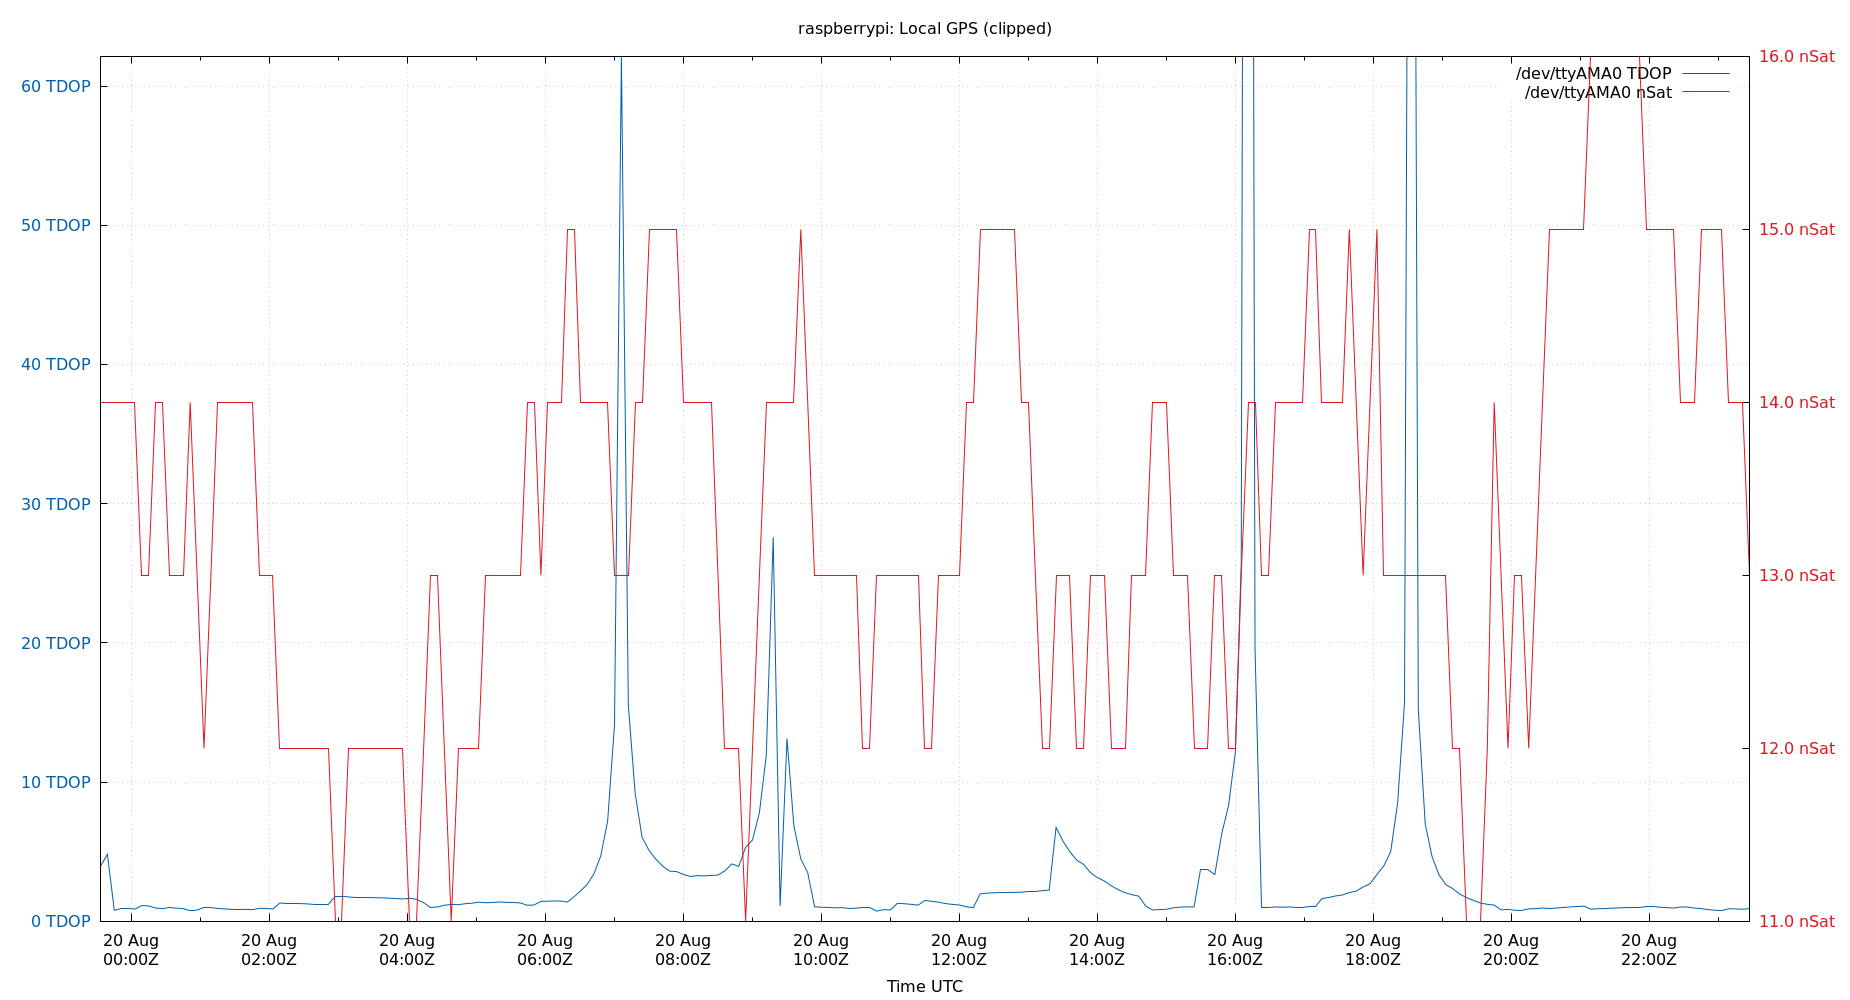 raspberrypi: Local GPS (clipped)
60 TDOP
50 TDOP
40 TDOP
30 TDOP
20 TDOP
10 TDOP
0 TDOP
16.0 nSat
15.0 nSat
14.0 nSat
13.0 nSat
12.0 nSat
11.0 nSat
/dev/ttyAMA0 TDOP
/dev/ttyAMA0 nSat
20 Aug 20 Aug 20 Aug 20 Aug 20 Aug 20 Aug 20 Aug 20 Aug 20 Aug 20 Aug 20 Aug 20 Aug
00:00Z 02:00Z 04:00Z 06:00Z 08:00Z 10:00Z 12:00Z 14:00Z 16:00Z 18:00Z 20:00Z 22:00Z
Time UTC